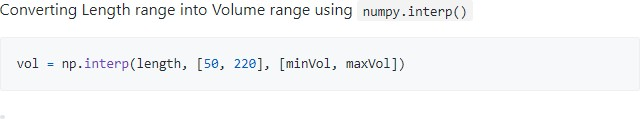 Converting Length range into Volume range using numpy.interp()
vol = np.interp(length, [50, 220], [minVol, maxVol])